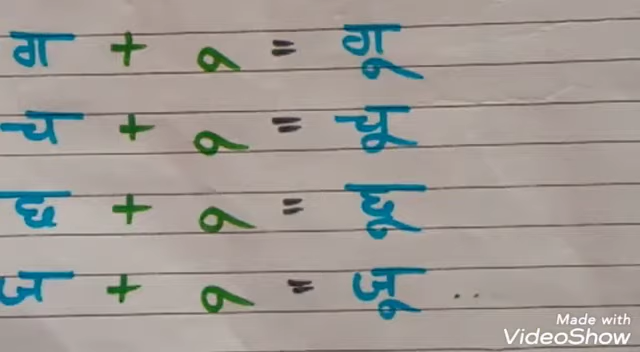 ग + ू = गू
च + ू = चू
छ + ू = छू
ज + ू = जू ..
Made with
VideoShow